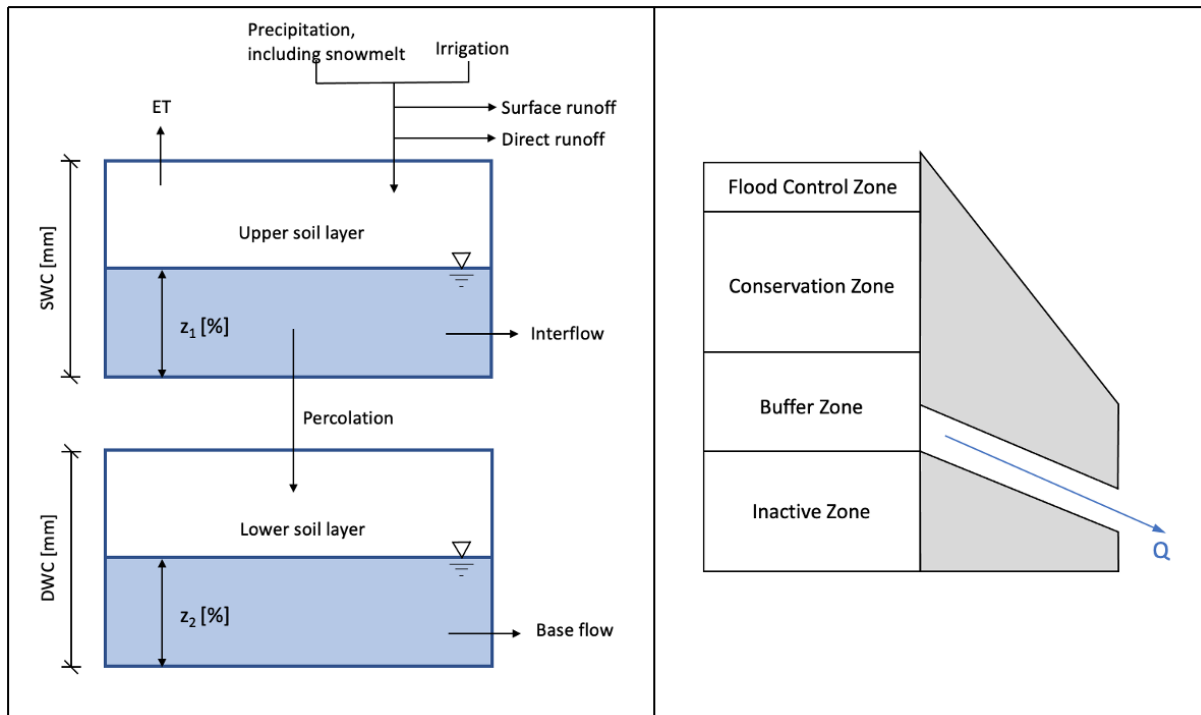 Precipitation,
including snowmelt
Irrigation
ET
Surface runoff
Direct runoff
SWC [mm]
Upper soil layer
z₁ [%]
Interflow
Percolation
DWC [mm]
Lower soil layer
z₂ [%]
Base flow
Flood Control Zone
Conservation Zone
Buffer Zone
Inactive Zone
Q